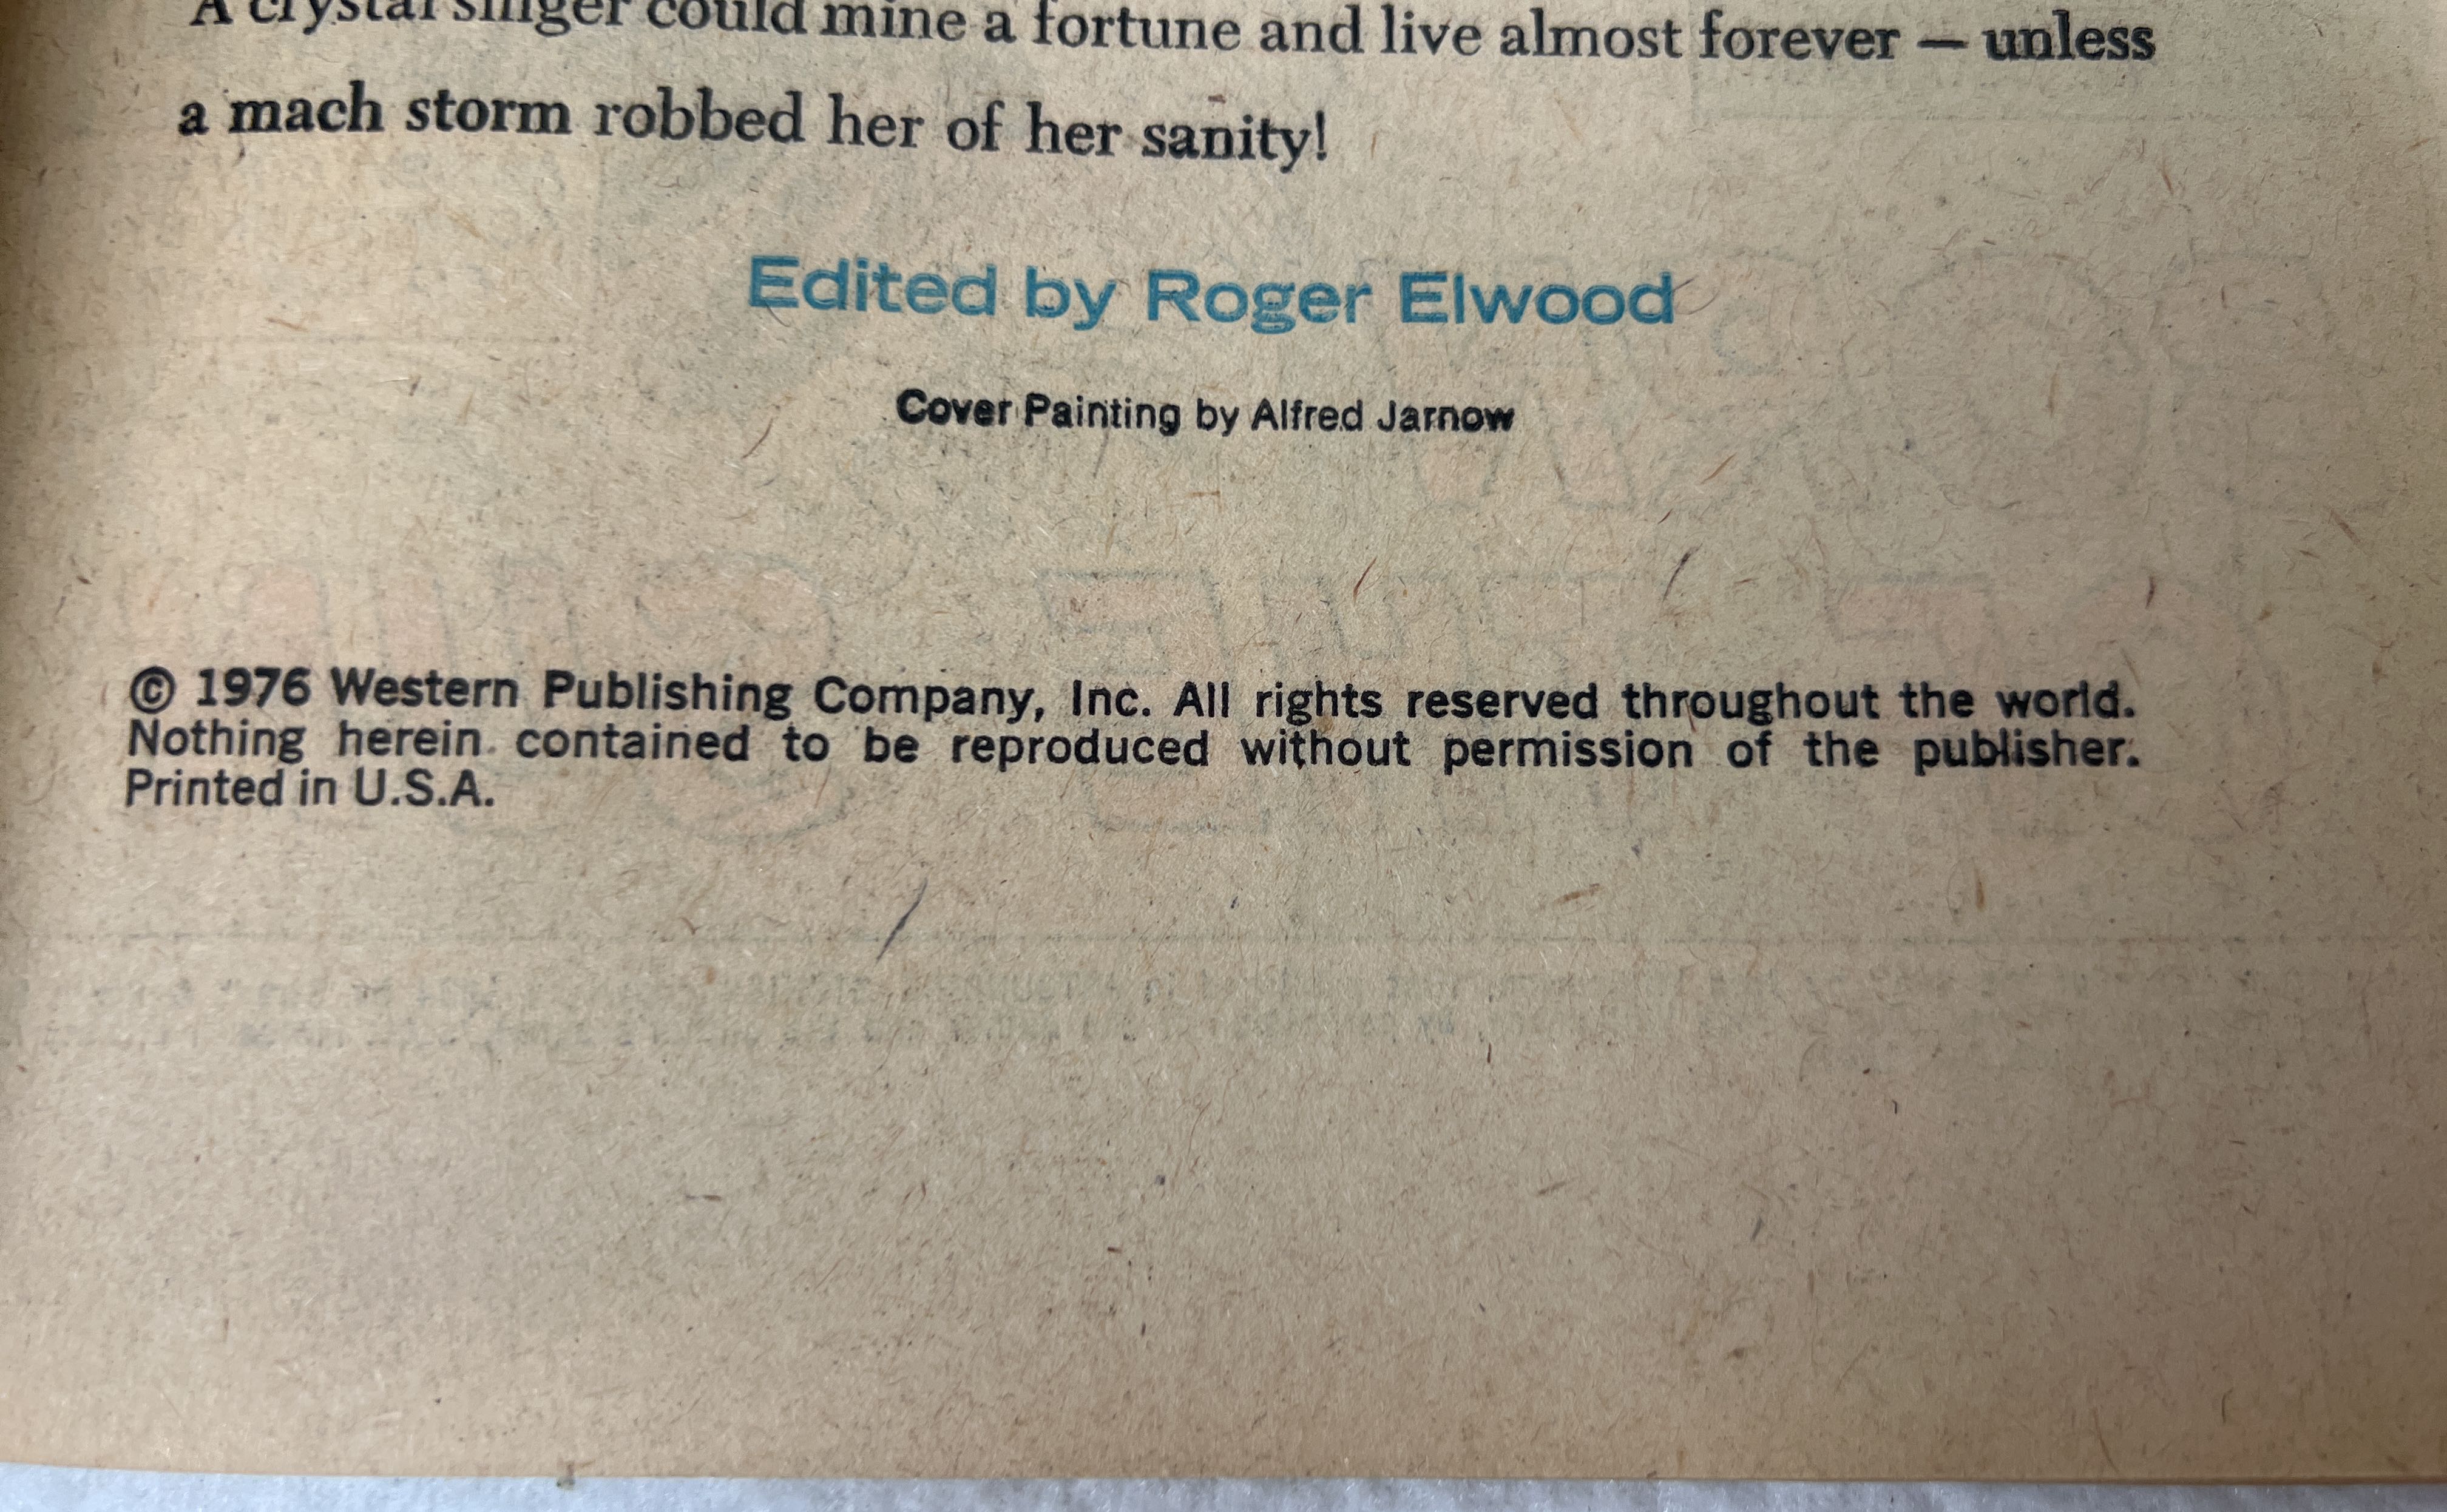 A crystal singer could mine a fortune and live almost forever — unless
a mach storm robbed her of her sanity!
Edited by Roger Elwood
Cover Painting by Alfred Jarnow
© 1976 Western Publishing Company, Inc. All rights reserved throughout the world.
Nothing herein contained to be reproduced without permission of the publisher.
Printed in U.S.A.